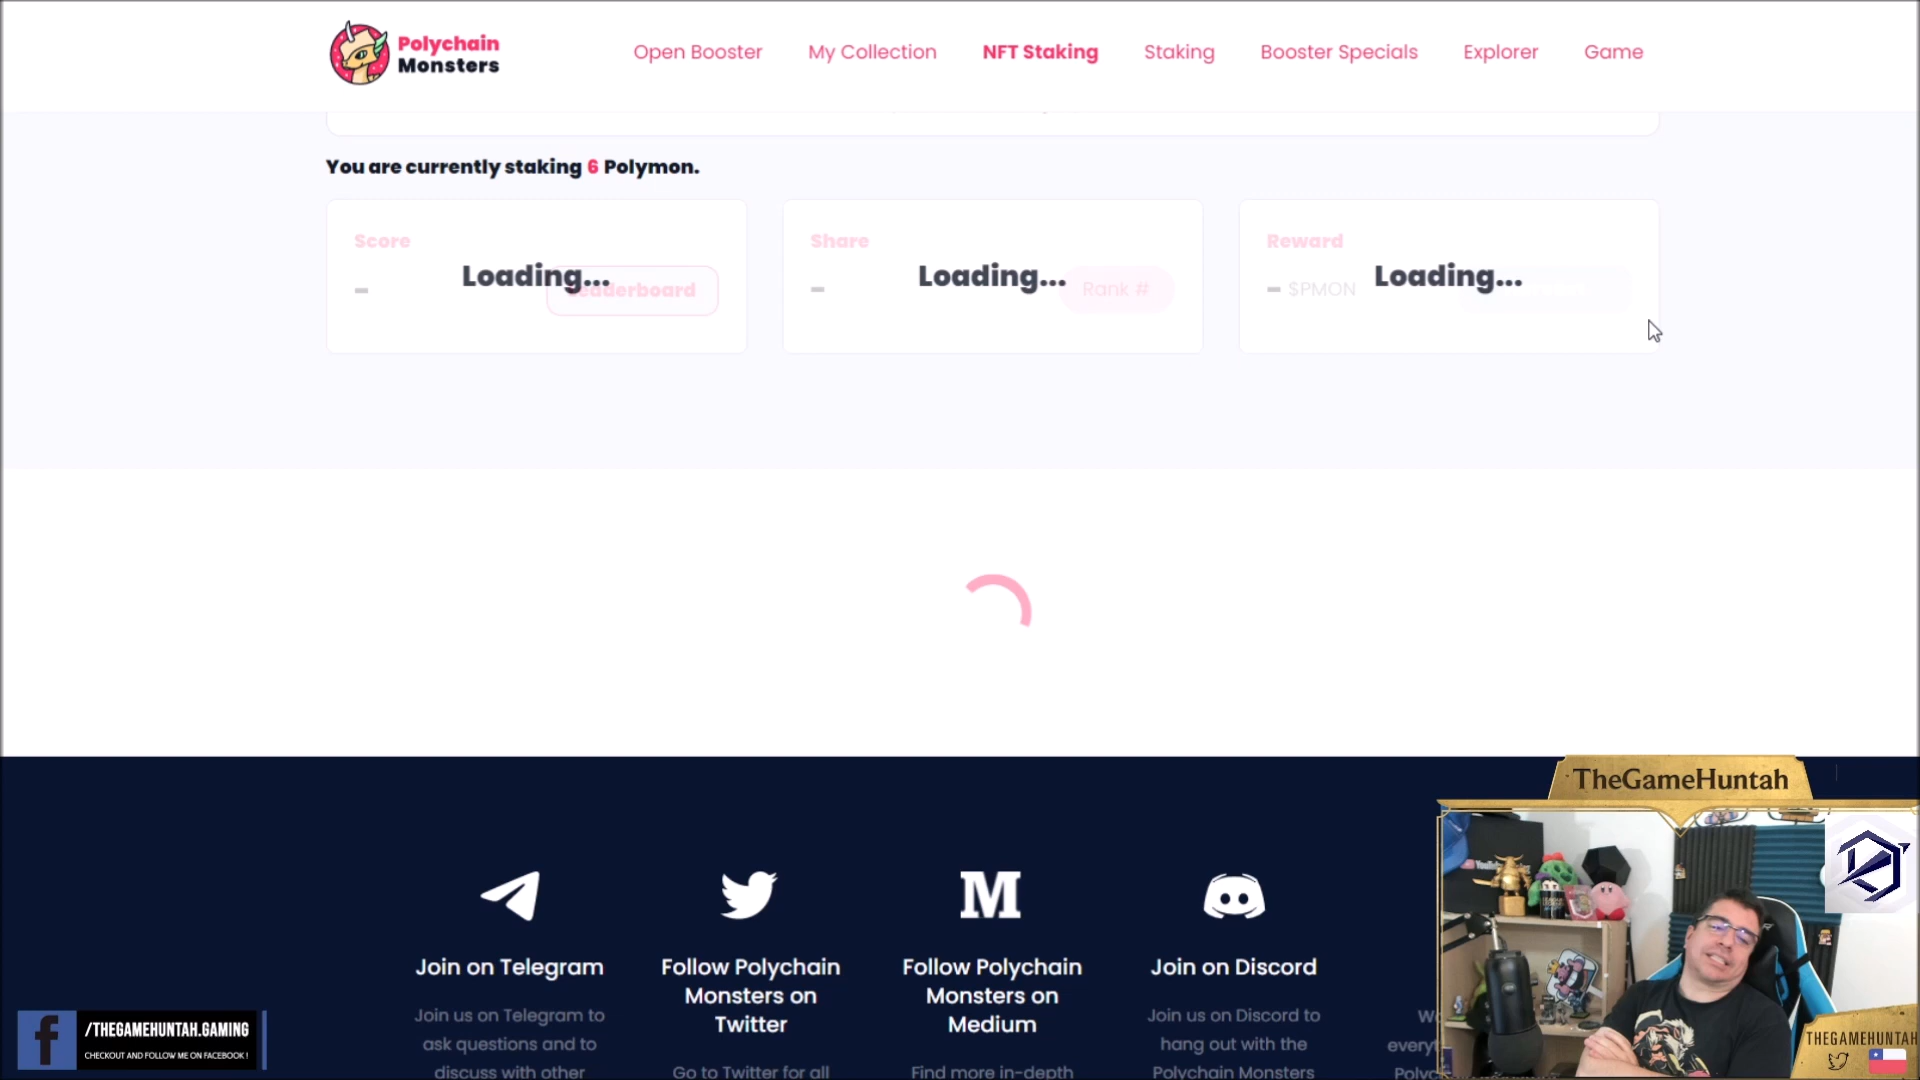 Polychain
Monsters
Open Booster
My Collection
NFT Staking
Staking
Booster Specials
Explorer
Game
You are currently staking 6 Polymon.
Score
-
Loading...
Share
-
Loading...
Rank #
Reward
- $PMON
Loading...
TheGameHuntah
M
Join on Telegram
Join us on Telegram to
ask questions and to
discuss with other
Follow Polychain
Monsters on
Twitter
Go to Twitter for all
Follow Polychain
Monsters on
Medium
Find more in-depth
Join on Discord
Join us on Discord to
hang out with the
Polychain Monsters
f
/THEGAMEHUNTAH.GAMING
CHECKOUT AND FOLLOW ME ON FACEBOOK !
THEGAMEHUNTAH